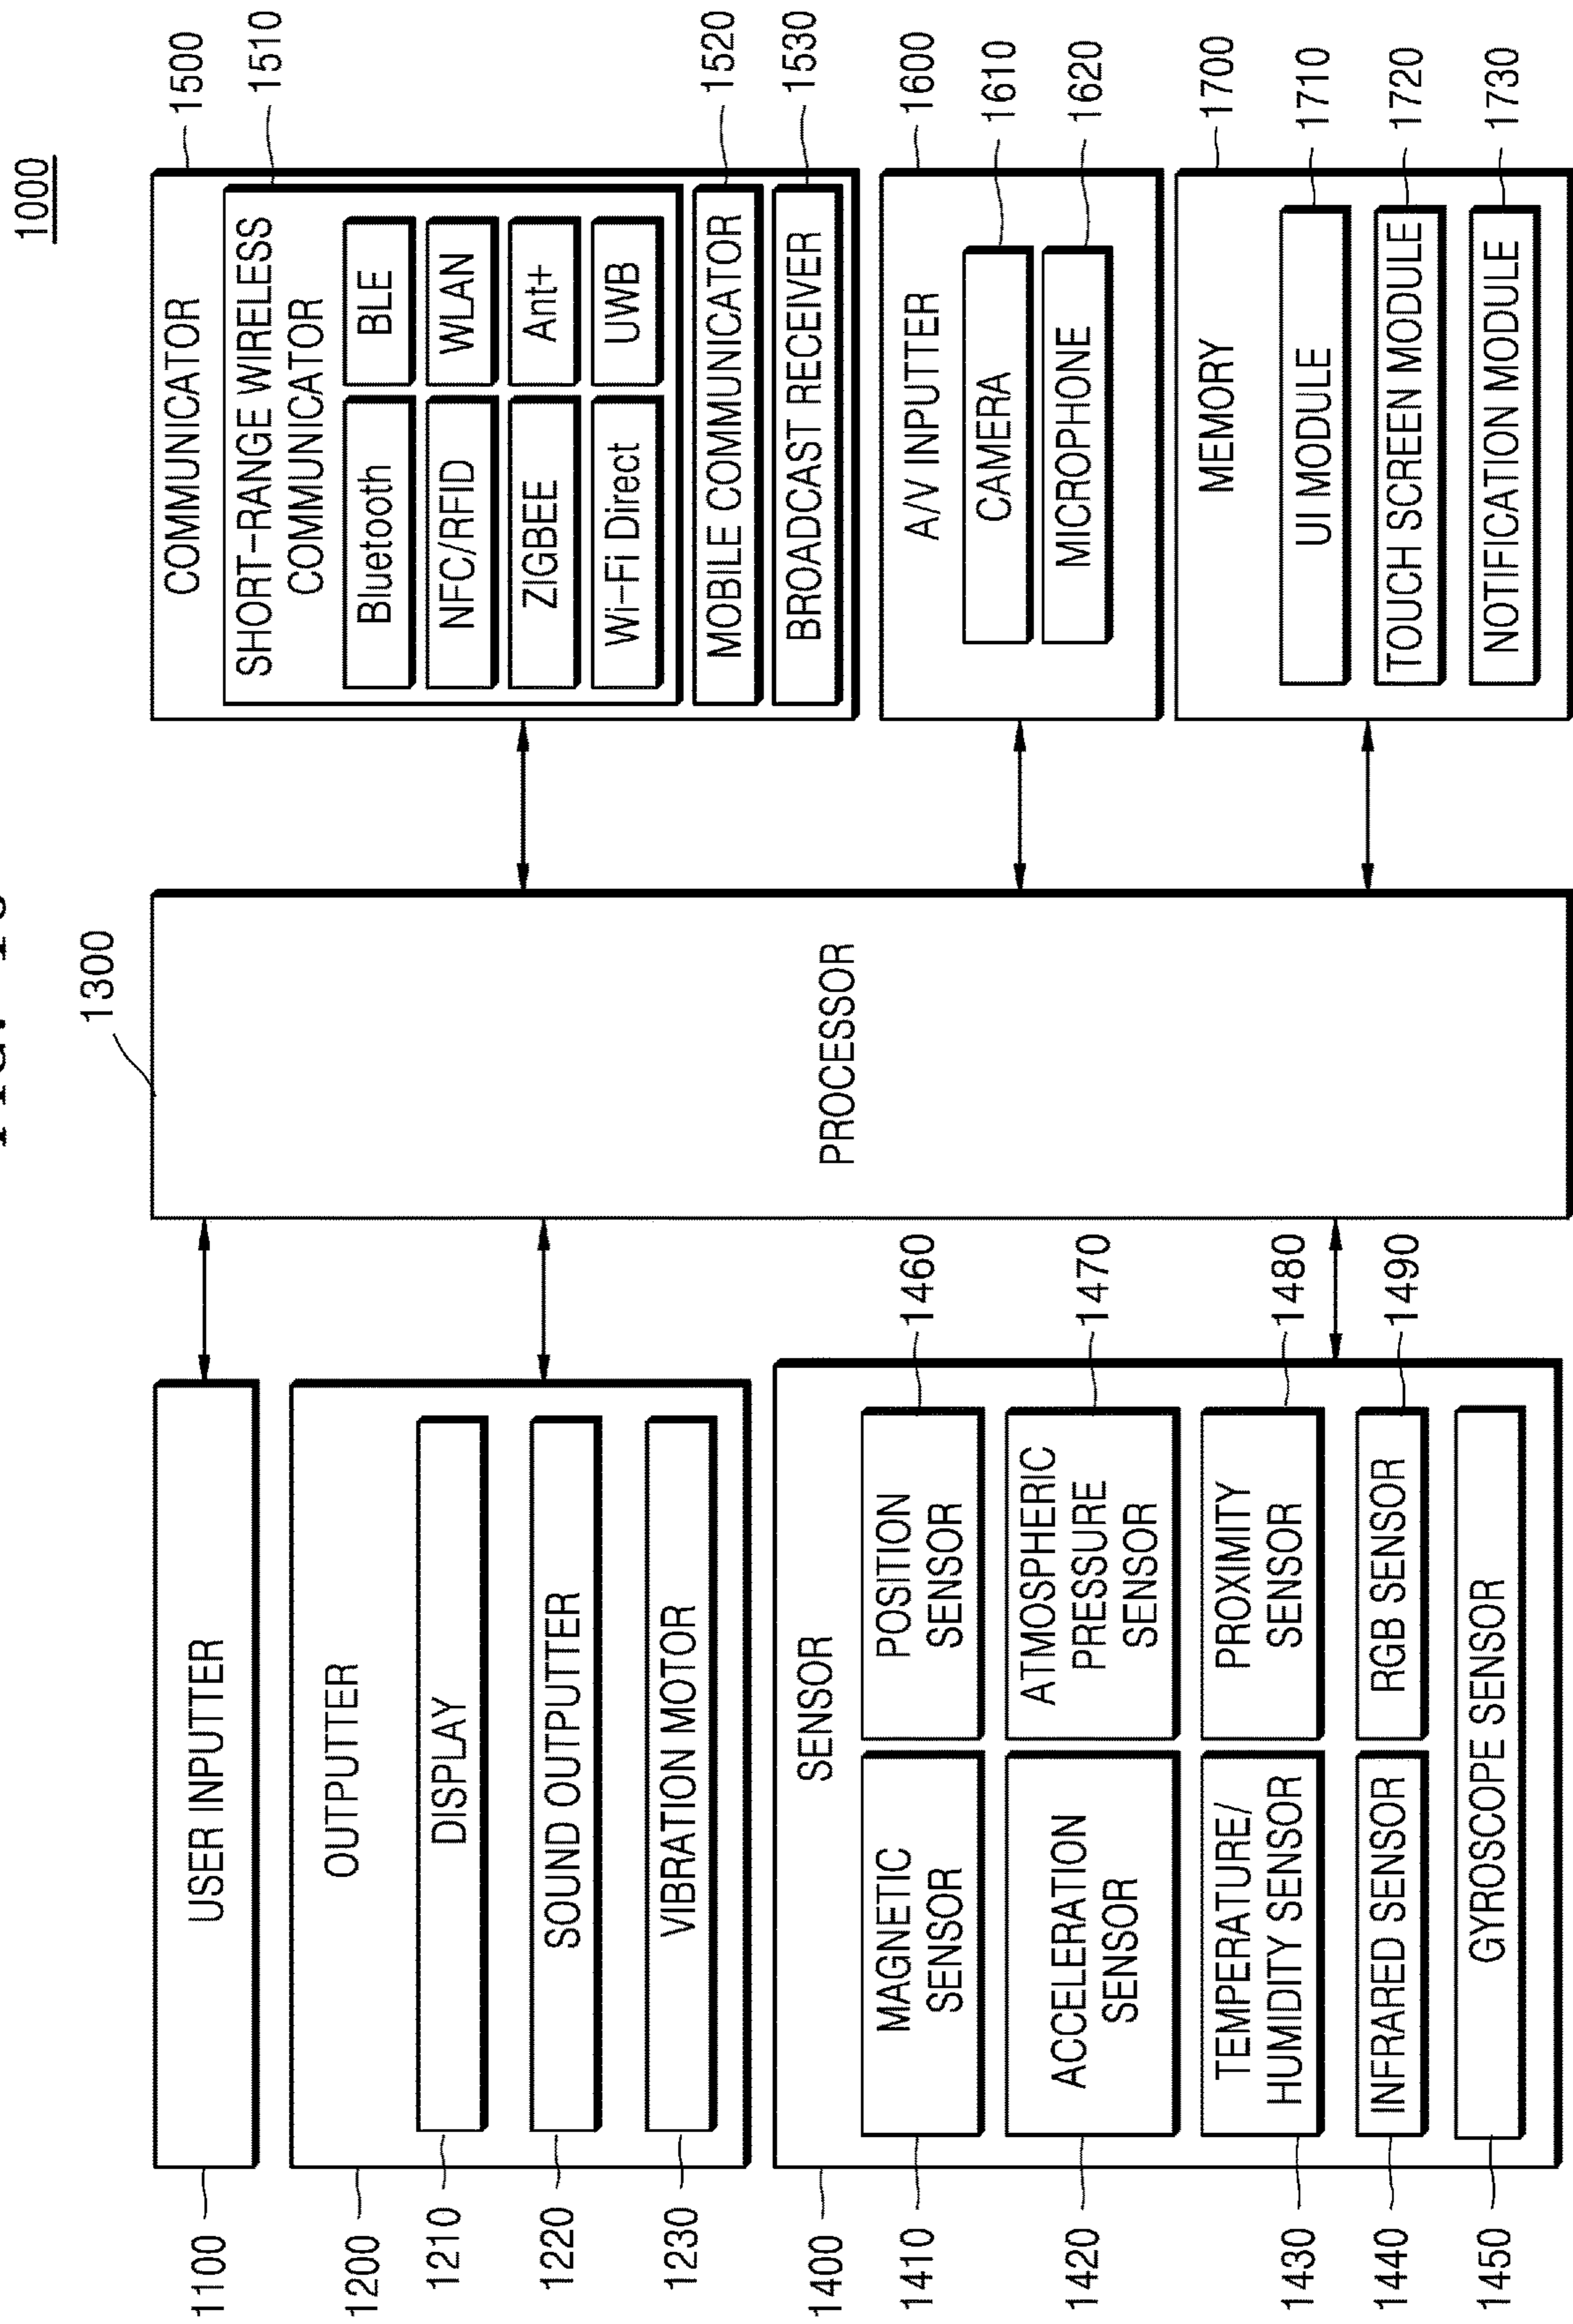 1000
1300
1100
USER INPUTTER
1200
OUTPUTTER
1210
DISPLAY
1220
SOUND OUTPUTTER
1230
VIBRATION MOTOR
1400
SENSOR
1410
MAGNETIC
SENSOR
POSITION
SENSOR
1460
1420
ACCELERATION
SENSOR
ATMOSPHERIC
PRESSURE
SENSOR
1470
1430
TEMPERATURE/
HUMIDITY SENSOR
PROXIMITY
SENSOR
1480
1440
INFRARED SENSOR
RGB SENSOR
1490
1450
GYROSCOPE SENSOR
PROCESSOR
COMMUNICATOR
1500
SHORT-RANGE WIRELESS
COMMUNICATOR
1510
Bluetooth
BLE
NFC/RFID
WLAN
ZIGBEE
Ant+
Wi-Fi Direct
UWB
MOBILE COMMUNICATOR
1520
BROADCAST RECEIVER
1530
A/V INPUTTER
1600
CAMERA
1610
MICROPHONE
1620
MEMORY
1700
UI MODULE
1710
TOUCH SCREEN MODULE
1720
NOTIFICATION MODULE
1730